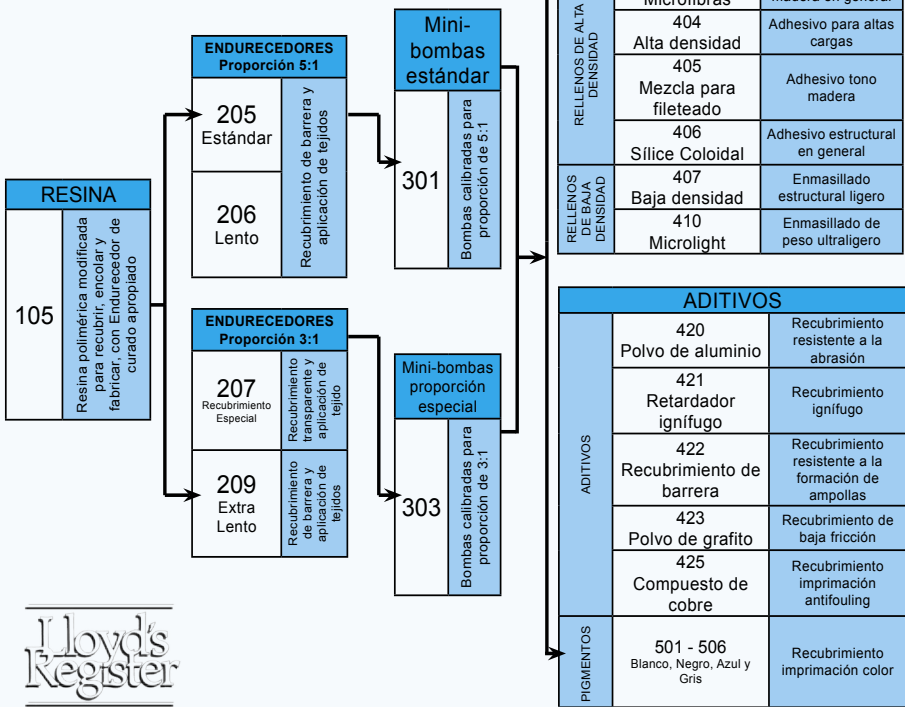 RESINA
105
Resina polimérica modificada
para recubrir, encolar y
fabricar, con Endurecedor de
curado apropiado
ENDURECEDORES
Proporción 5:1
205
Estándar
206
Lento
Recubrimiento de barrera y
aplicación de tejidos
ENDURECEDORES
Proporción 3:1
207
Recubrimiento
Especial
Recubrimiento
transparente y
aplicación de
tejido
209
Extra
Lento
Recubrimiento
de barrera y
aplicación de
tejidos
Mini-
bombas
estándar
301
Bombas calibradas para
proporción de 5:1
Mini-bombas
proporción
especial
303
Bombas calibradas para
proporción de 3:1
RELLENOS DE ALTA
DENSIDAD
Microfibras
madera en general
404
Alta densidad
Adhesivo para altas
cargas
405
Mezcla para
fileteado
Adhesivo tono
madera
406
Sílice Coloidal
Adhesivo estructural
en general
RELLENOS
DE BAJA
DENSIDAD
407
Baja densidad
Enmasillado
estructural ligero
410
Microlight
Enmasillado de
peso ultraligero
ADITIVOS
ADITIVOS
420
Polvo de aluminio
Recubrimiento
resistente a la
abrasión
421
Retardador
ignífugo
Recubrimiento
ignífugo
422
Recubrimiento de
barrera
Recubrimiento
resistente a la
formación de
ampollas
423
Polvo de grafito
Recubrimiento de
baja fricción
425
Compuesto de
cobre
Recubrimiento
imprimación
antifouling
PIGMENTOS
501 - 506
Blanco, Negro, Azul y
Gris
Recubrimiento
imprimación color
Lloyd's
Register